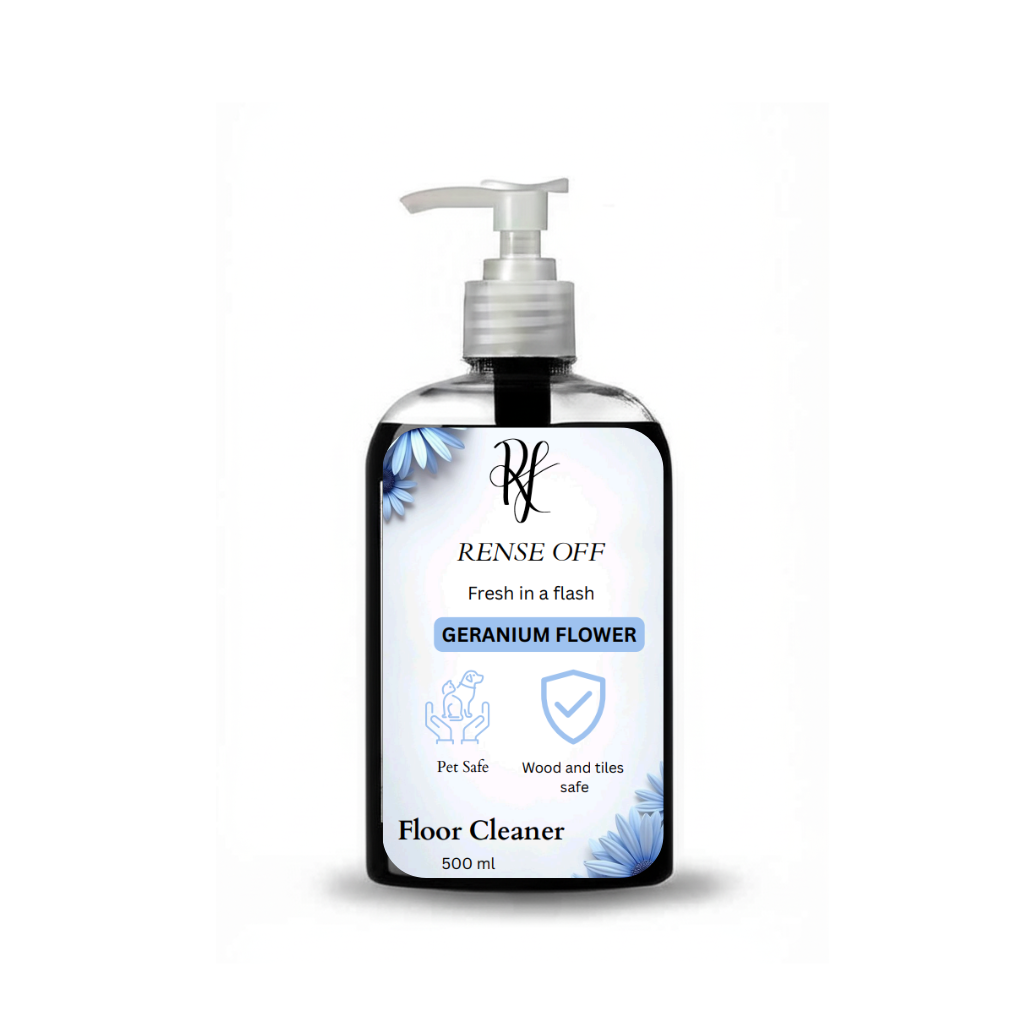 RENSE OFF
Fresh in a flash
GERANIUM FLOWER
Pet Safe
Wood and tiles
safe
Floor Cleaner
500 ml